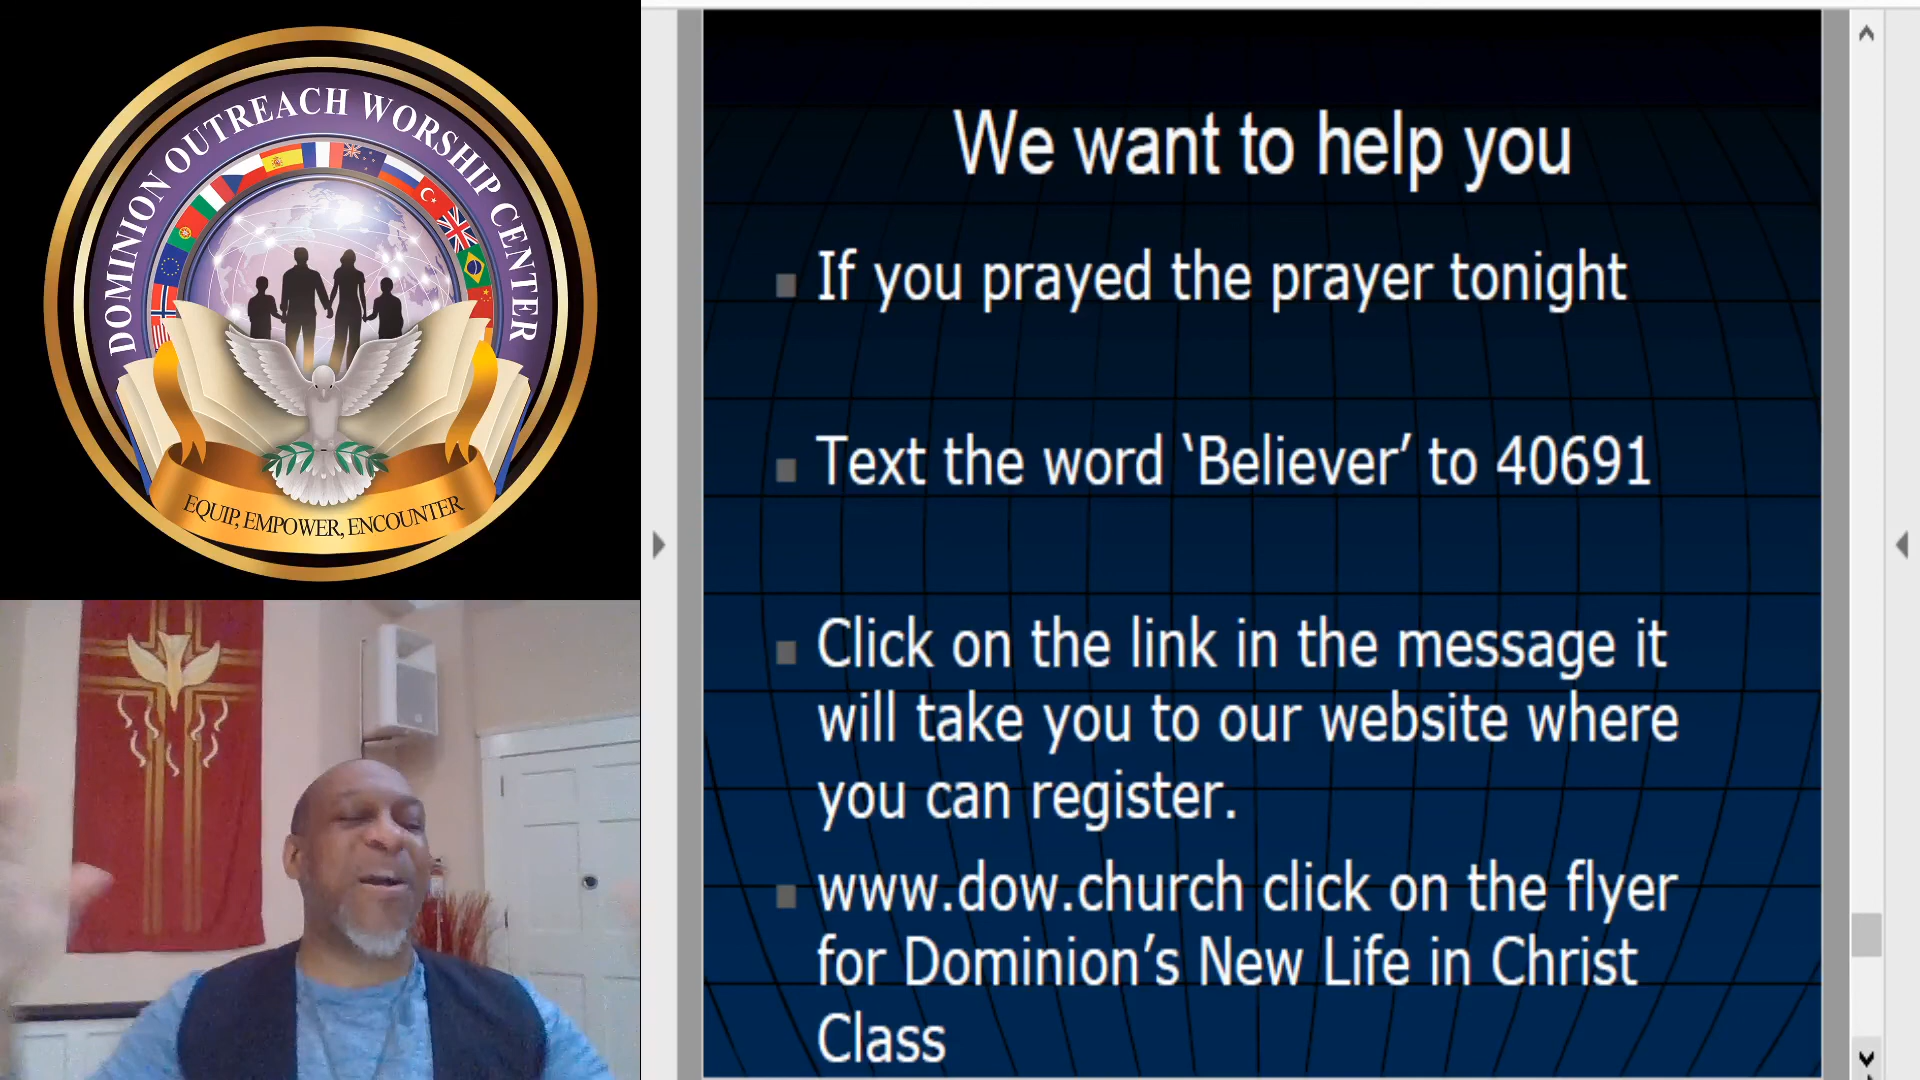 DOMINION OUTREACH WORSHIP CENTER
EQUIP, EMPOWER, ENCOUNTER
We want to help you
If you prayed the prayer tonight
Text the word ‘Believer’ to 40691
Click on the link in the message it
will take you to our website where
you can register.
www.dow.church click on the flyer
for Dominion’s New Life in Christ
Class